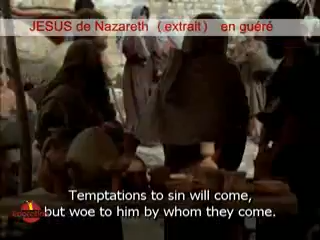 JESUS de Nazareth (extrait) en guéré
Temptations to sin will come,
but woe to him by whom they come.